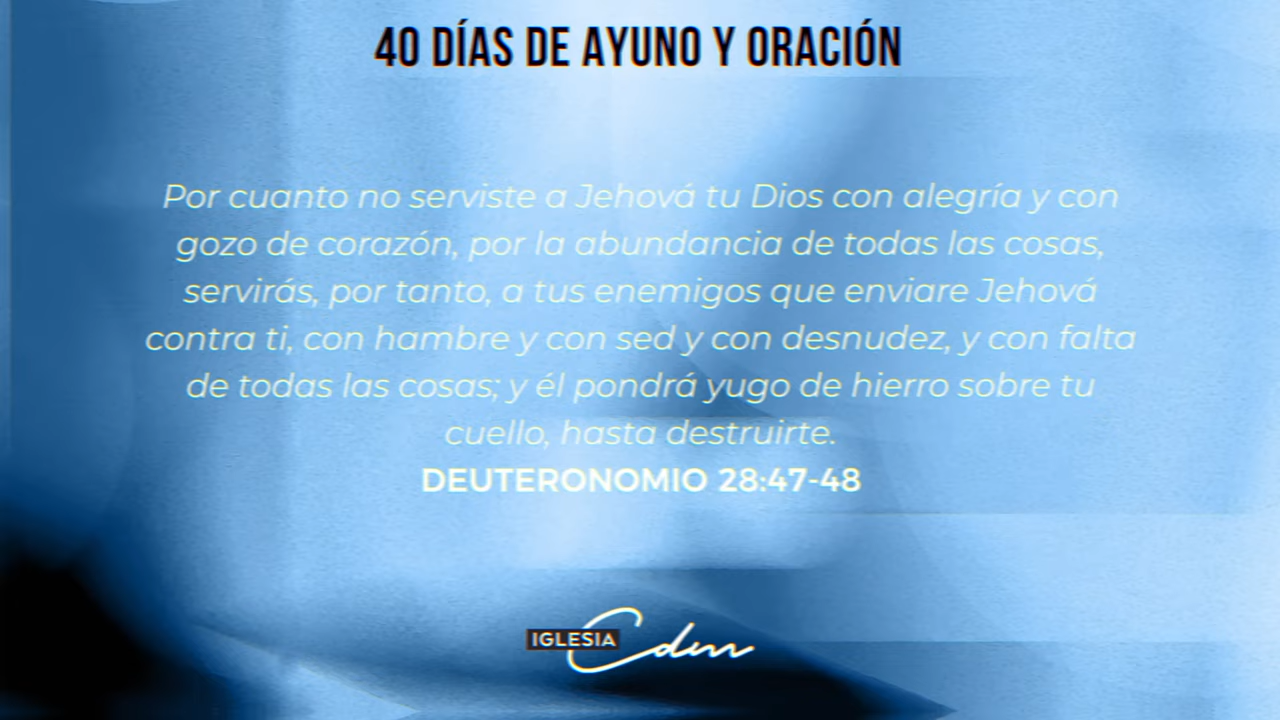 40 DÍAS DE AYUNO Y ORACIÓN
Por cuanto no serviste a Jehová tu Dios con alegría y con
gozo de corazón, por la abundancia de todas las cosas,
servirás, por tanto, a tus enemigos que enviare Jehová
contra ti, con hambre y con sed y con desnudez, y con falta
de todas las cosas; y él pondrá yugo de hierro sobre tu
cuello, hasta destruirte.
DEUTERONOMIO 28:47-48
IGLESIA Cdm